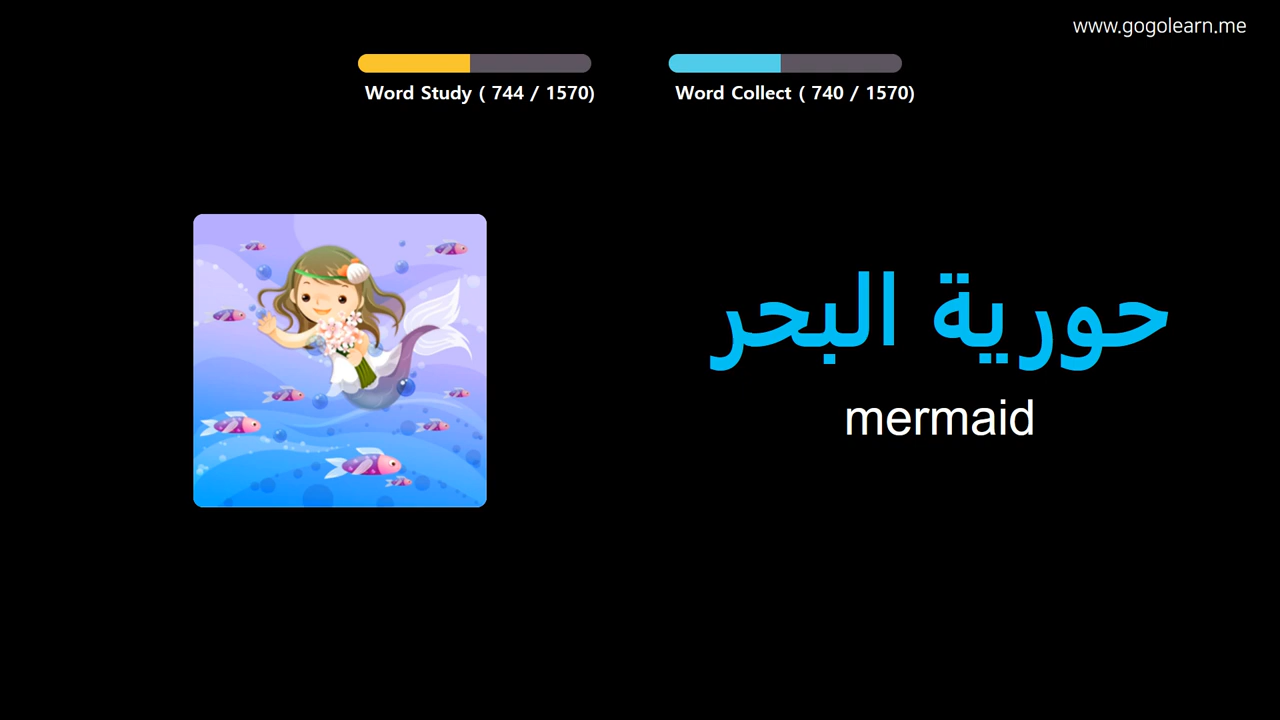 www.gogolearn.me
Word Study ( 744 / 1570)
Word Collect ( 740 / 1570)
حورية البحر
mermaid